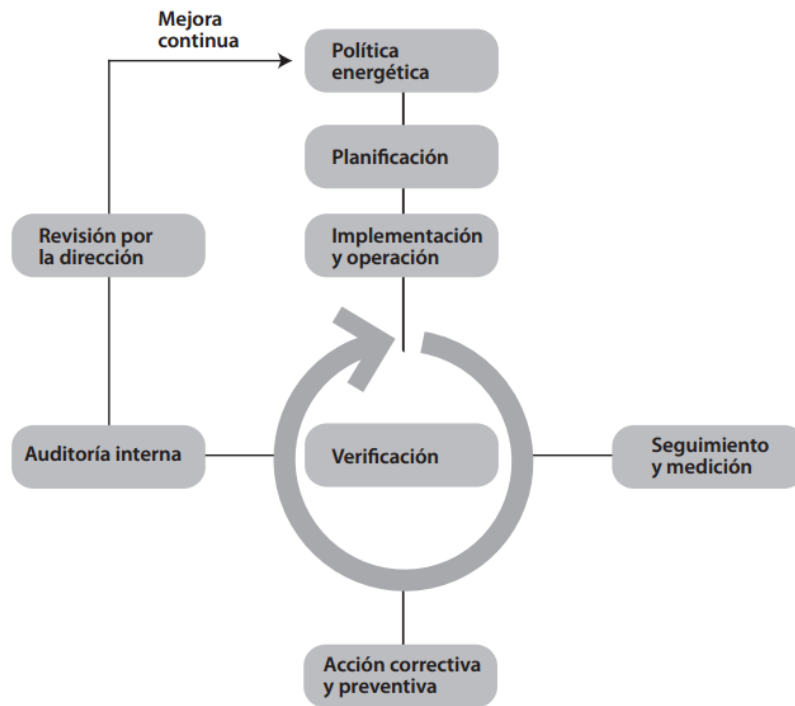 Mejora
continua
Política
energética
Planificación
Revisión por
la dirección
Implementación
y operación
Auditoría interna
Verificación
Seguimiento
y medición
Acción correctiva
y preventiva